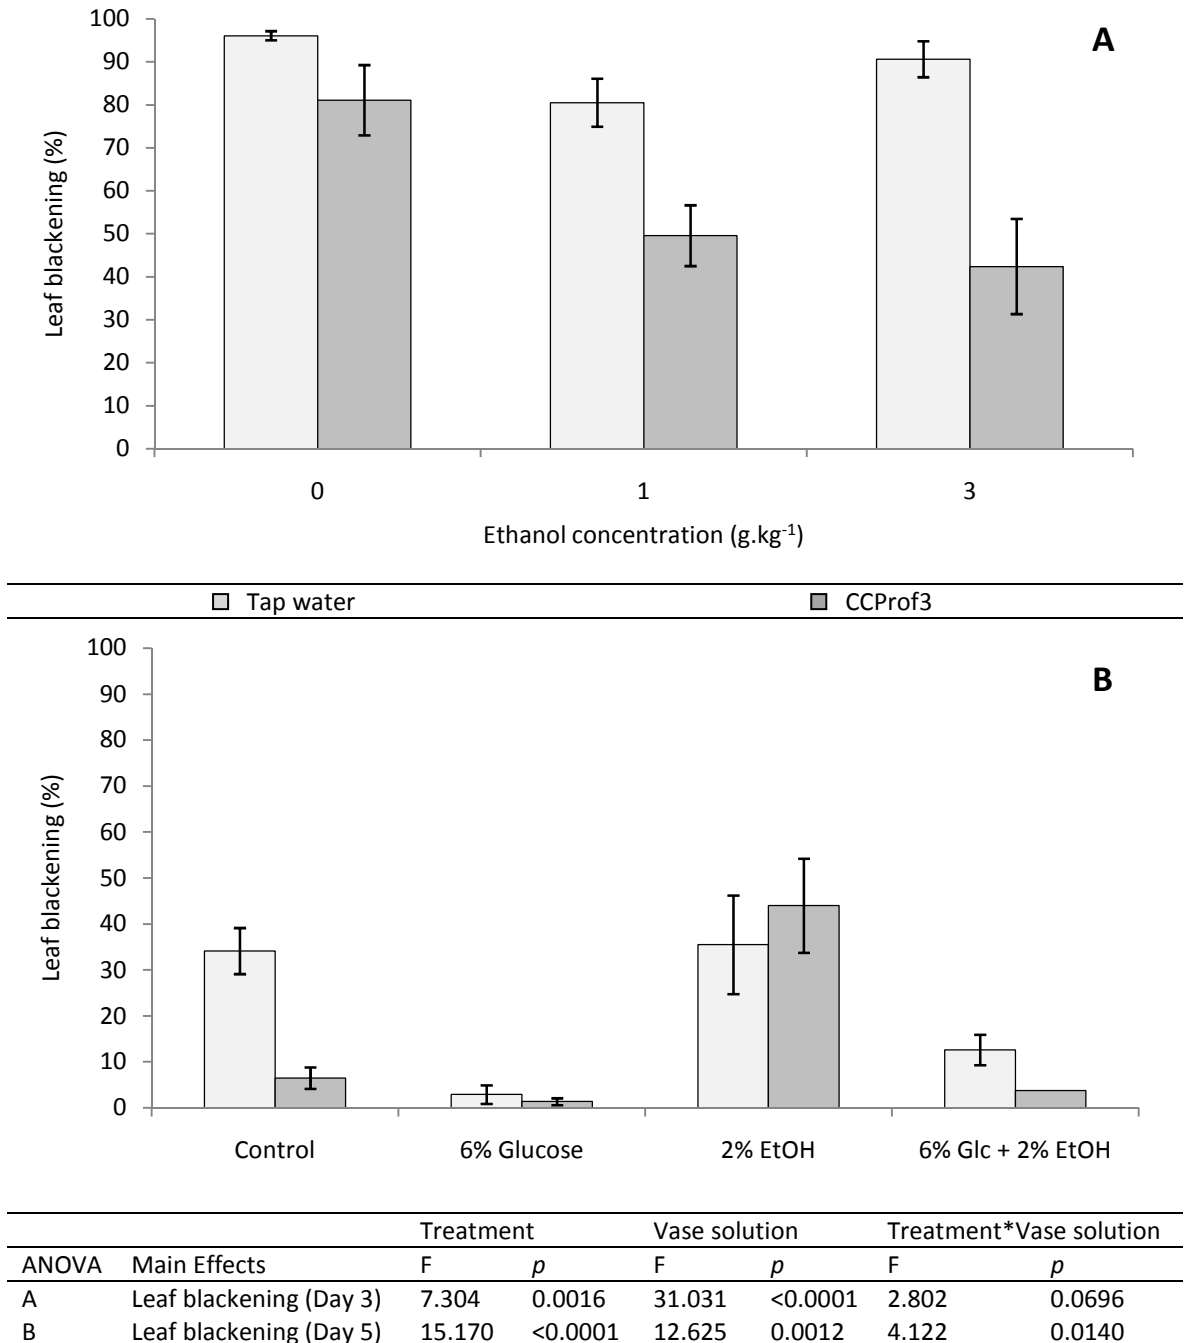 100
90
80
70
60
50
40
30
20
10
0
Leaf blackening (%)
A
0 1 3
Ethanol concentration (g.kg⁻¹)
Tap water CCProf3
100
90
80
70
60
50
40
30
20
10
0
Leaf blackening (%)
B
Control 6% Glucose 2% EtOH 6% Glc + 2% EtOH
Treatment Vase solution Treatment*Vase solution
ANOVA Main Effects F p F p F p
A Leaf blackening (Day 3) 7.304 0.0016 31.031 <0.0001 2.802 0.0696
B Leaf blackening (Day 5) 15.170 <0.0001 12.625 0.0012 4.122 0.0140